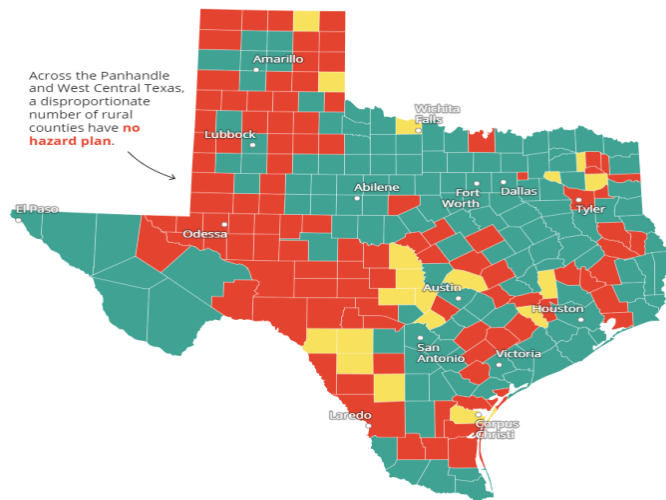 Amarillo
Across the Panhandle
and West Central Texas,
a disproportionate
number of rural
counties have no
hazard plan.
Wichita
Falls
Lubbock
Abilene
Fort
Worth
Dallas
Tyler
El Paso
Odessa
Austin
Houston
San
Antonio
Victoria
Laredo
Corpus
Christi